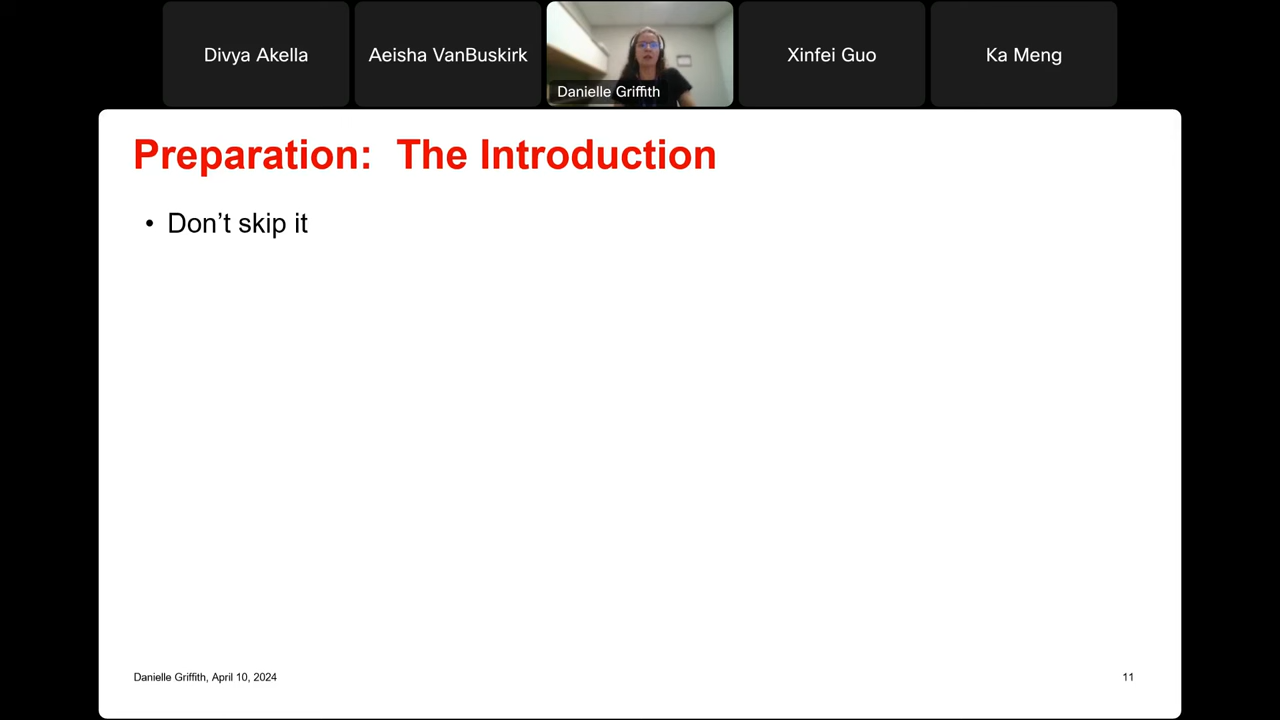 Divya Akella
Aeisha VanBuskirk
Danielle Griffith
Xinfei Guo
Ka Meng
Preparation:  The Introduction
• Don’t skip it
Danielle Griffith, April 10, 2024
11